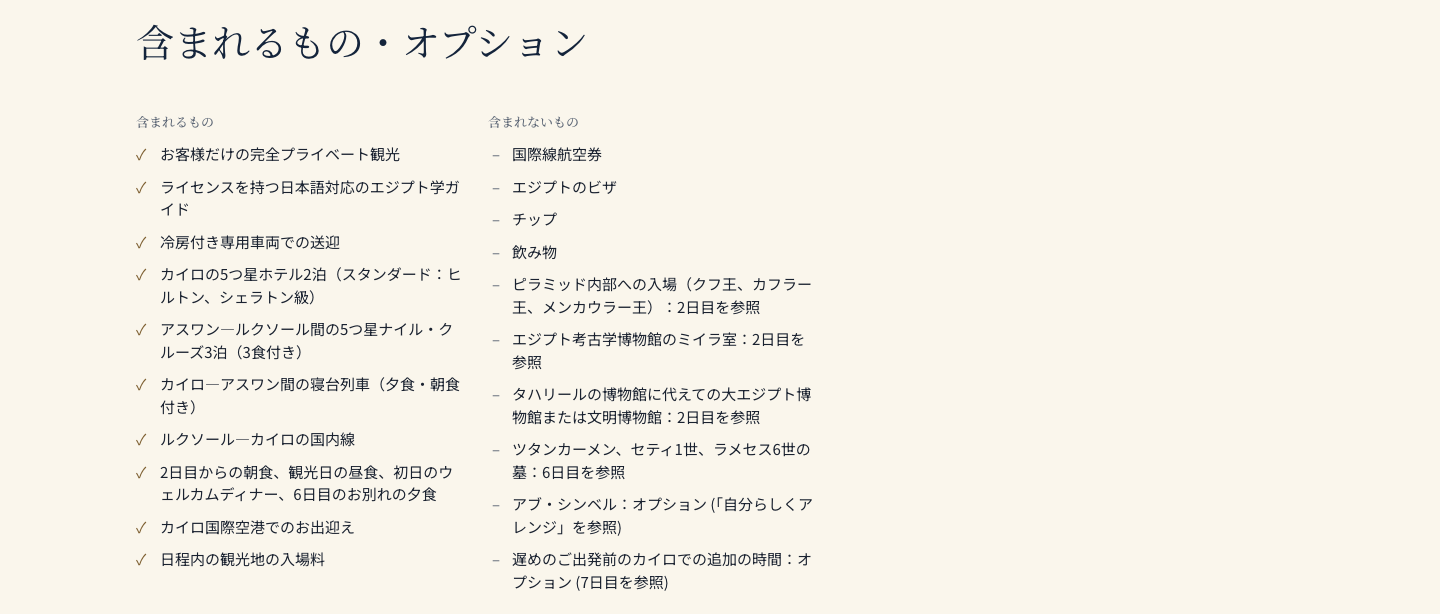 含まれるもの・オプション
含まれるもの
✓ お客様だけの完全プライベート観光
✓ ライセンスを持つ日本語対応のエジプト学ガ
イド
✓ 冷房付き専用車両での送迎
✓ カイロの5つ星ホテル2泊（スタンダード：ヒ
ルトン、シェラトン級）
✓ アスワン—ルクソール間の5つ星ナイル・ク
ルーズ3泊（3食付き）
✓ カイロ—アスワン間の寝台列車（夕食・朝食
付き）
✓ ルクソール—カイロの国内線
✓ 2日目からの朝食、観光日の昼食、初日のウ
ェルカムディナー、6日目のお別れの夕食
✓ カイロ国際空港でのお出迎え
✓ 日程内の観光地の入場料
含まれないもの
– 国際線航空券
– エジプトのビザ
– チップ
– 飲み物
– ピラミッド内部への入場（クフ王、カフラー
王、メンカウラー王）：2日目を参照
– エジプト考古学博物館のミイラ室：2日目を
参照
– タハリールの博物館に代えての大エジプト博
物館または文明博物館：2日目を参照
– ツタンカーメン、セティ1世、ラメセス6世の
墓：6日目を参照
– アブ・シンベル：オプション (「自分らしくア
レンジ」を参照)
– 遅めのご出発前のカイロでの追加の時間：オ
プション (7日目を参照)